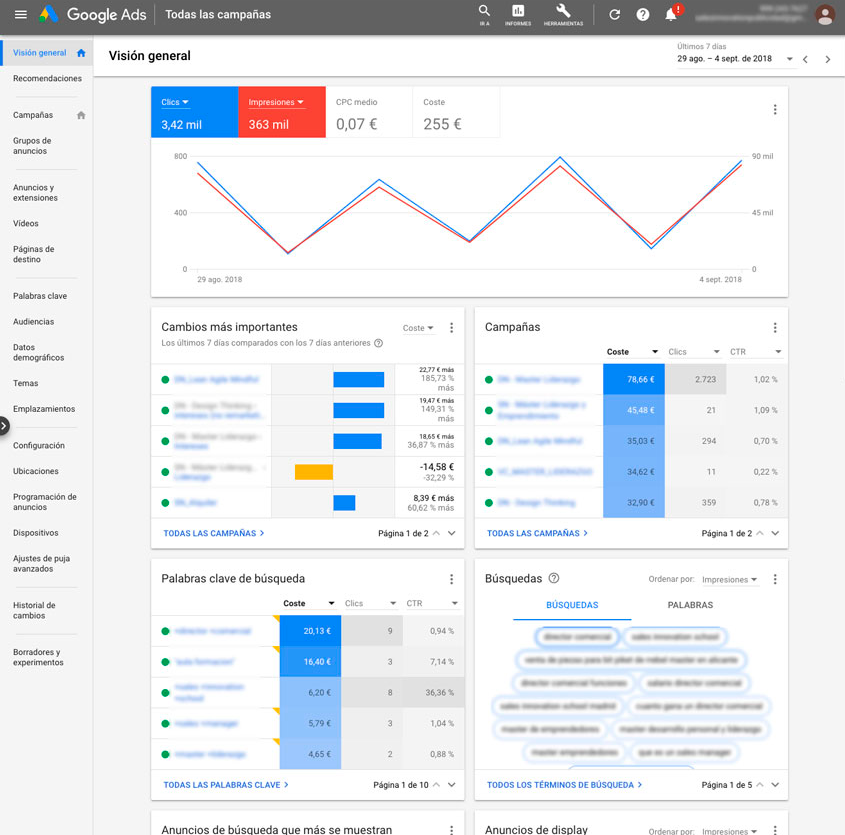 Google Ads
Todas las campañas
IR A
INFORMES
HERRAMIENTAS
!
Visión general
Recomendaciones
Campañas
Grupos de
anuncios
Anuncios y
extensiones
Vídeos
Páginas de
destino
Palabras clave
Audiencias
Datos
demográficos
Temas
Emplazamientos
Configuración
Ubicaciones
Programación de
anuncios
Dispositivos
Ajustes de puja
avanzados
Historial de
cambios
Borradores y
experimentos
Visión general
Últimos 7 días
29 ago. – 4 sept. de 2018
Clics
Impresiones
CPC medio
Coste
3,42 mil
363 mil
0,07 €
255 €
800
90 mil
400
45 mil
0
0
29 ago. 2018
4 sept. 2018
Cambios más importantes
Coste
Los últimos 7 días comparados con los 7 días anteriores
22,77 € más
185,73 %
más
19,47 € más
149,31 %
más
18,65 € más
36,87 % más
-14,58 €
-32,29 %
8,39 € más
60,62 % más
TODAS LAS CAMPAÑAS
Página 1 de 2
Campañas
Coste
Clics
CTR
78,66 €
2.723
1,02 %
45,48 €
21
1,09 %
35,03 €
294
0,70 %
34,62 €
11
0,22 %
32,90 €
359
0,78 %
TODAS LAS CAMPAÑAS
Página 1 de 2
Palabras clave de búsqueda
Coste
Clics
CTR
20,13 €
9
0,94 %
16,40 €
3
7,14 %
6,20 €
8
36,36 %
5,79 €
3
1,04 %
4,65 €
2
0,88 %
TODAS LAS PALABRAS CLAVE
Página 1 de 10
Búsquedas
Ordenar por: Impresiones
BÚSQUEDAS
PALABRAS
TODOS LOS TÉRMINOS DE BÚSQUEDA
Página 1 de 5
Anuncios de búsqueda que más se muestran
Anuncios de display
Ordenar por: Impresiones